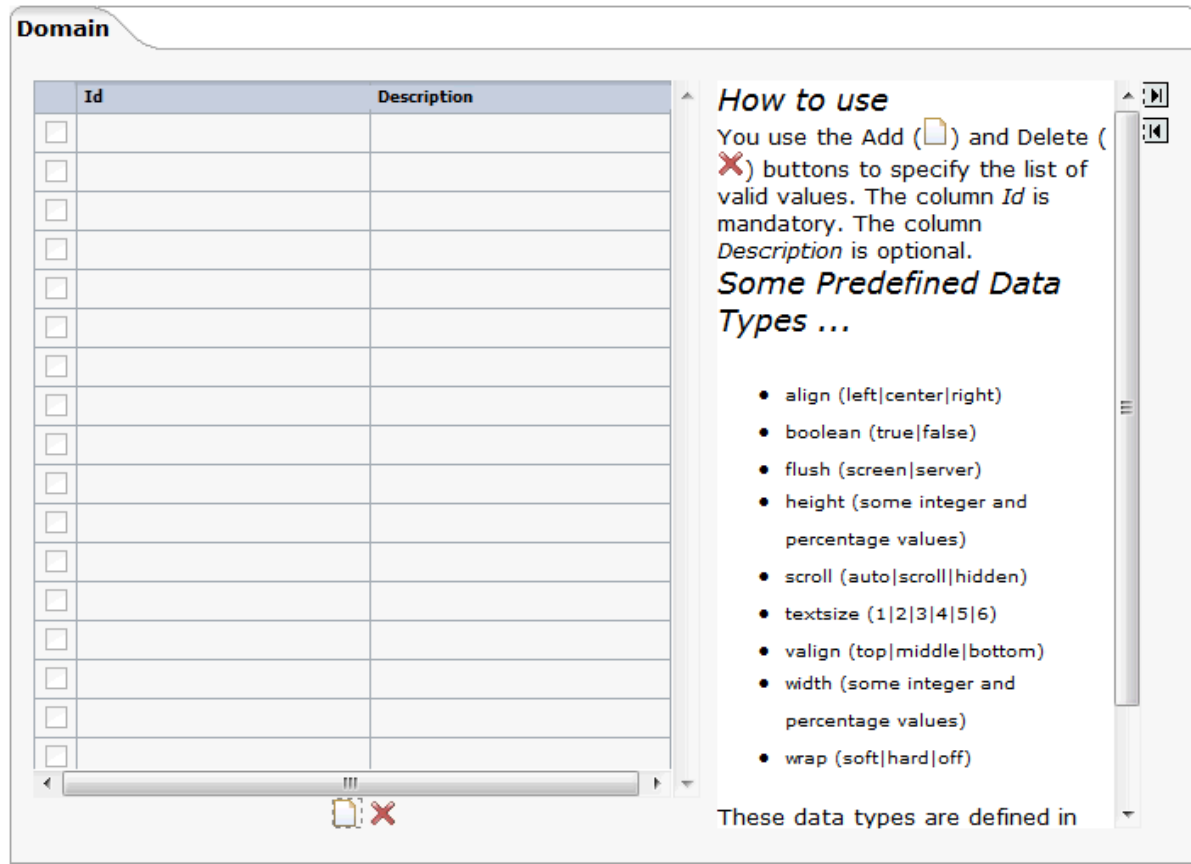 Domain
Id Description
How to use
You use the Add ( ) and Delete (
) buttons to specify the list of
valid values. The column Id is
mandatory. The column
Description is optional.
Some Predefined Data
Types ...
• align (left|center|right)
• boolean (true|false)
• flush (screen|server)
• height (some integer and
percentage values)
• scroll (auto|scroll|hidden)
• textsize (1|2|3|4|5|6)
• valign (top|middle|bottom)
• width (some integer and
percentage values)
• wrap (soft|hard|off)
These data types are defined in